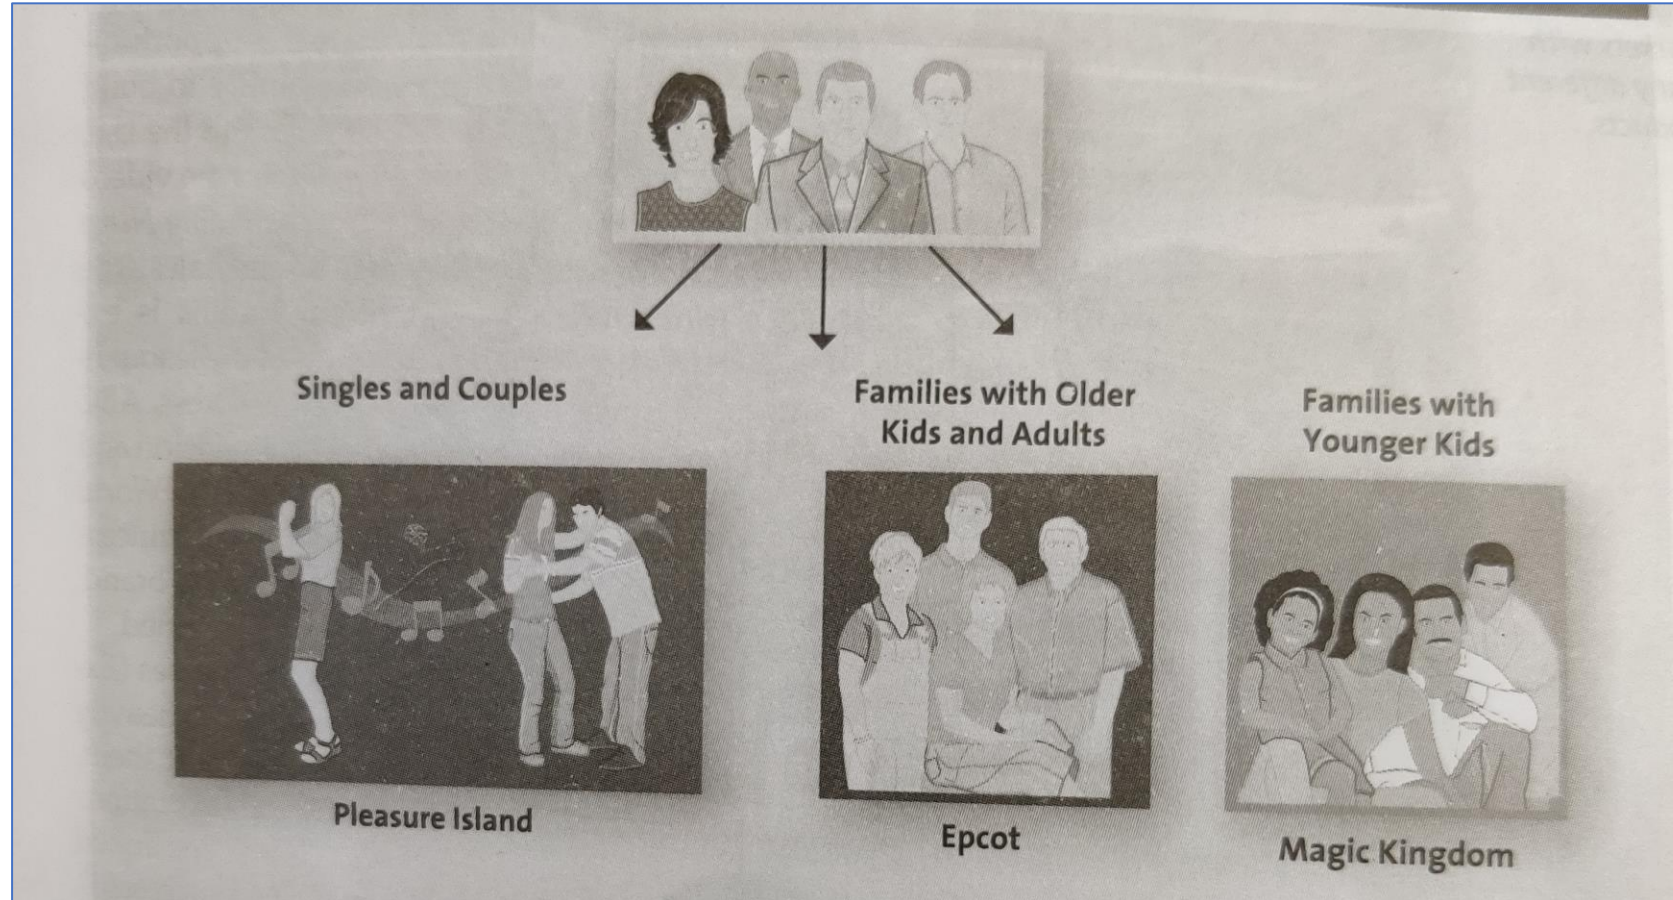 Singles and Couples
Families with Older
Kids and Adults
Families with
Younger Kids
Pleasure Island
Epcot
Magic Kingdom